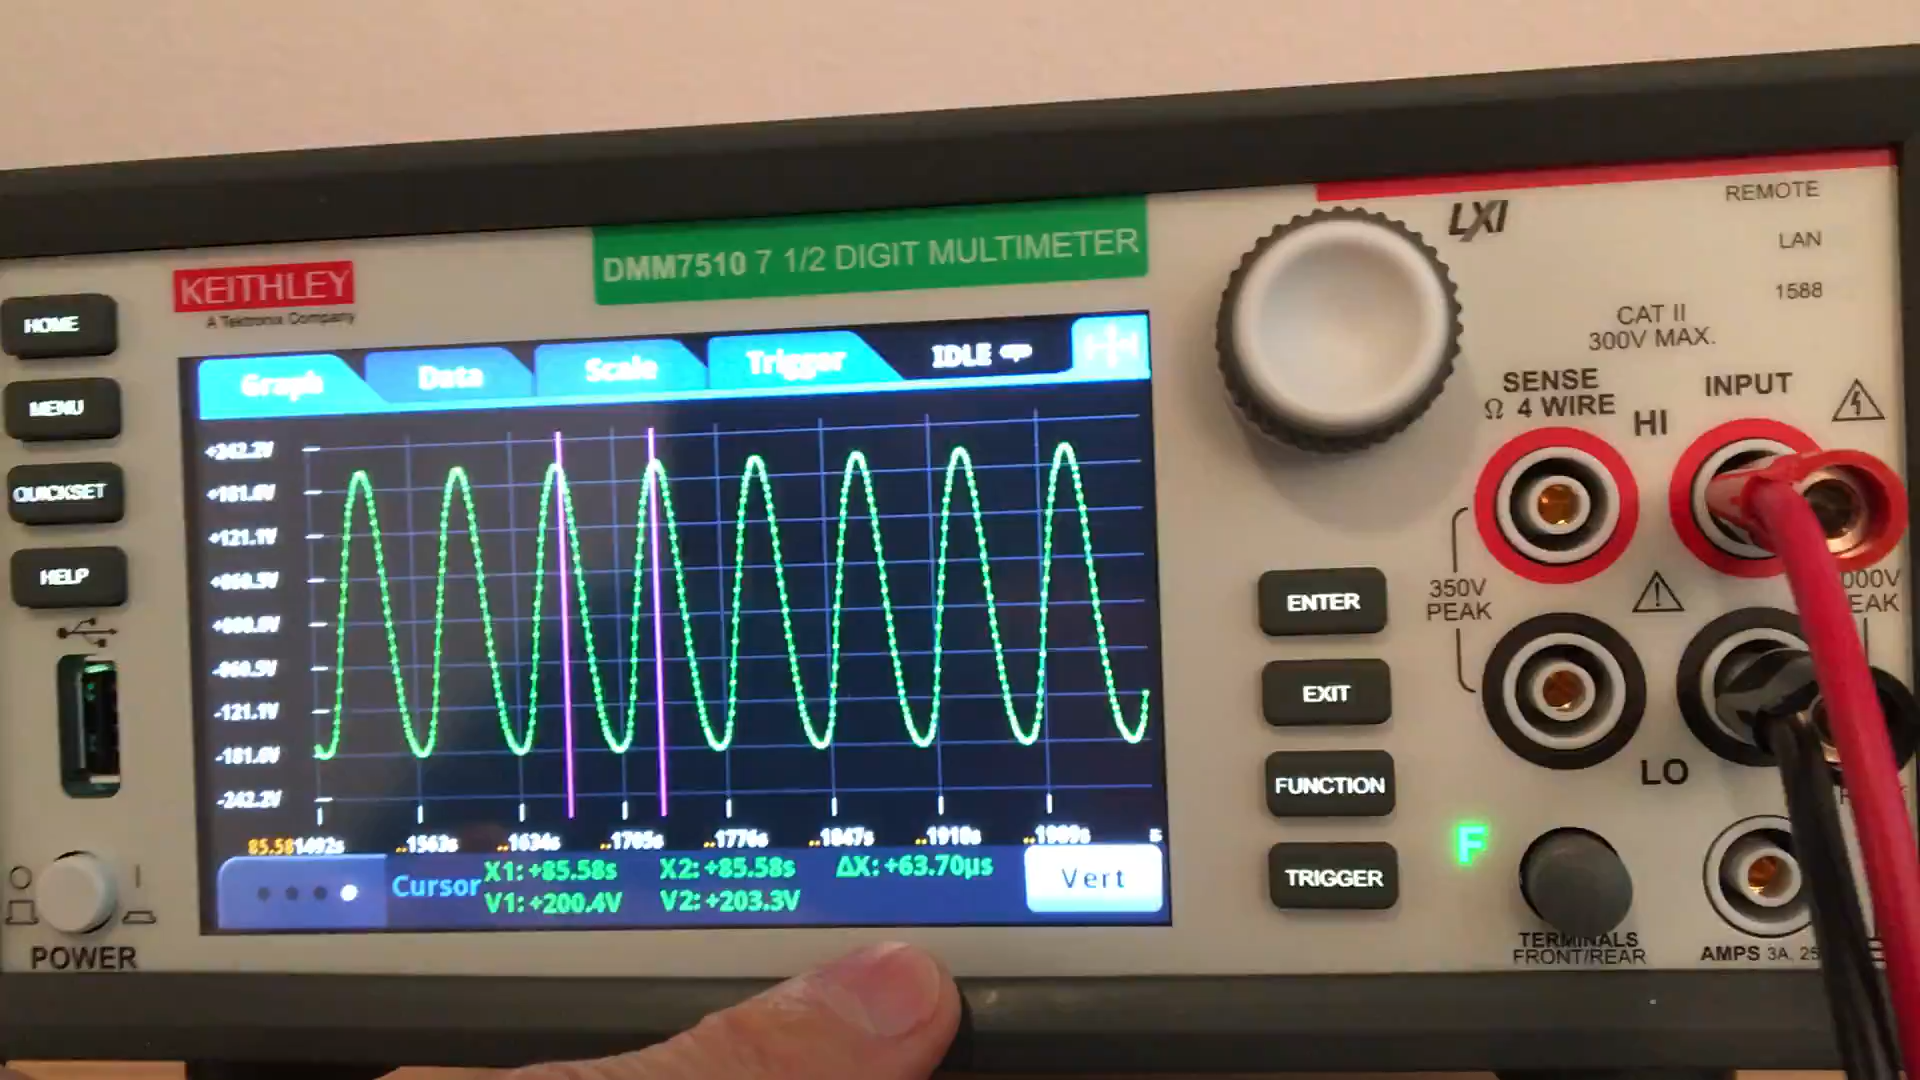 REMOTE
LXI
LAN
DMM7510 7 1/2 DIGIT MULTIMETER
KEITHLEY
A Tektronix Company
1588
CAT II
300V MAX.
HOME
MENU
QUICKSET
HELP
POWER
Graph
Data
Scale
Trigger
IDLE
+242.2V
+181.6V
+121.1V
+060.5V
+000.0V
-060.5V
-121.1V
-181.6V
-242.2V
85.581492s
..1563s
..1634s
..1705s
..1776s
..1847s
..1918s
..1989s
s
Cursor
X1: +85.58s
X2: +85.58s
ΔX: +63.70µs
V1: +200.4V
V2: +203.3V
Vert
SENSE
Ω 4 WIRE
INPUT
HI
350V
PEAK
000V
EAK
LO
ENTER
EXIT
FUNCTION
TRIGGER
F
TERMINALS
FRONT/REAR
AMPS 3A, 25